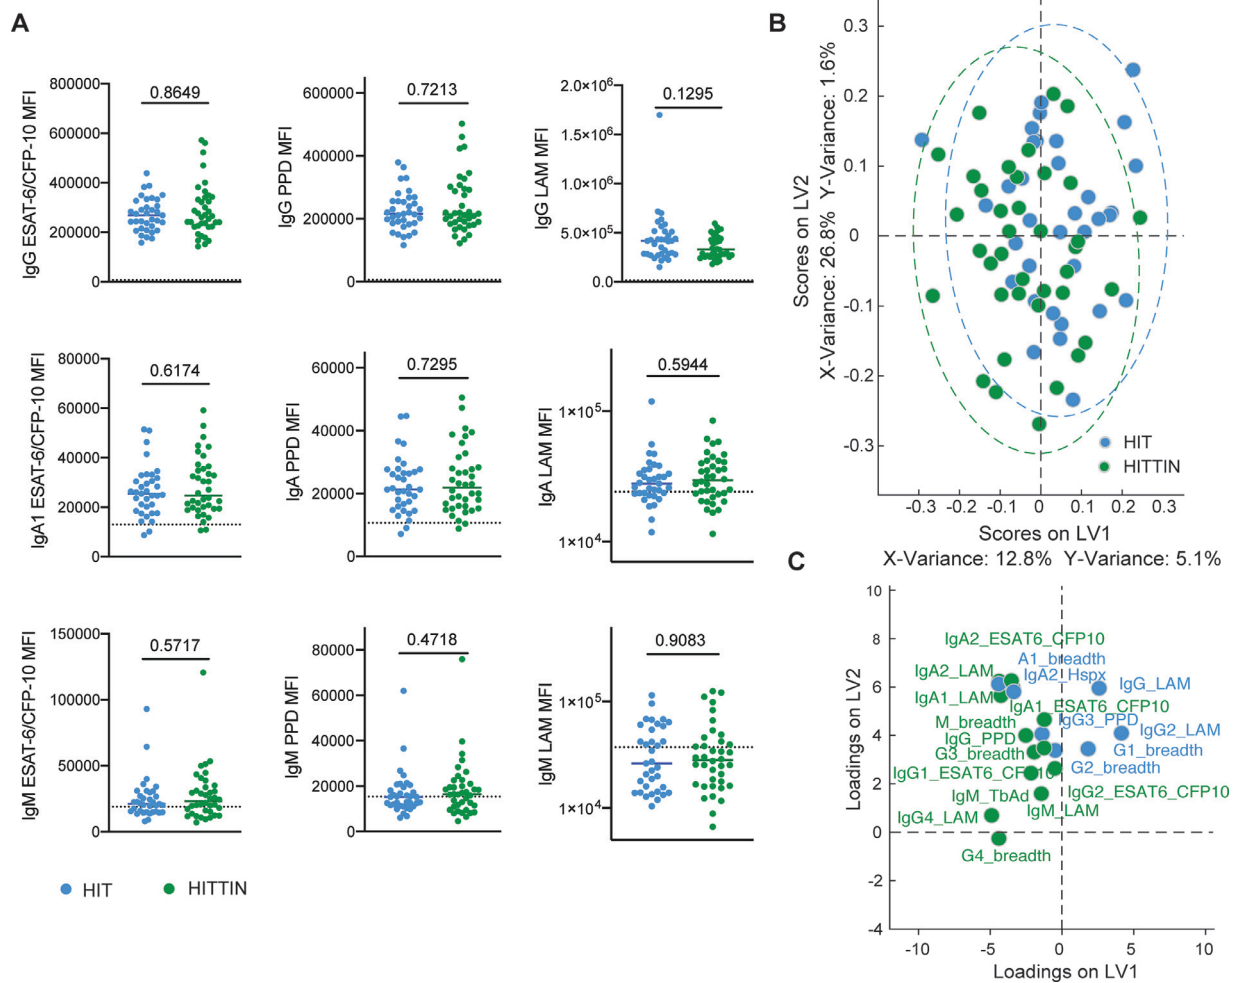 A
IgG ESAT-6/CFP-10 MFI
800000
600000
400000
200000
0
0.8649
IgG PPD MFI
600000
400000
200000
0
0.7213
IgG LAM MFI
2.0×10⁶
1.5×10⁶
1.0×10⁶
5.0×10⁵
0.0
0.1295
IgA1 ESAT-6/CFP-10 MFI
80000
60000
40000
20000
0
0.6174
IgA PPD MFI
60000
40000
20000
0
0.7295
IgA LAM MFI
1×10⁵
1×10⁴
0.5944
IgM ESAT-6/CFP-10 MFI
150000
100000
50000
0
0.5717
IgM PPD MFI
80000
60000
40000
20000
0
0.4718
IgM LAM MFI
1×10⁵
1×10⁴
0.9083
HIT
HITTIN
B
Scores on LV2
X-Variance: 26.8% Y-Variance: 1.6%
0.3
0.2
0.1
0
-0.1
-0.2
-0.3
HIT
HITTIN
-0.3
-0.2
-0.1
0
0.1
0.2
0.3
Scores on LV1
X-Variance: 12.8% Y-Variance: 5.1%
C
Loadings on LV2
10
8
6
4
2
0
-2
-4
IgA2_ESAT6_CFP10
A1_breadth
IgA2_LAM
IgA2_Hspx
IgG_LAM
IgA1_LAM
IgA1_ESAT6_CFP10
M_breadth
IgG3_PPD
IgG2_LAM
IgG_PPD
G3_breadth
G1_breadth
G2_breadth
IgG1_ESAT6_CFP10
IgG2_ESAT6_CFP10
IgM_TbAd
IgM_LAM
IgG4_LAM
G4_breadth
-10
-5
0
5
10
Loadings on LV1